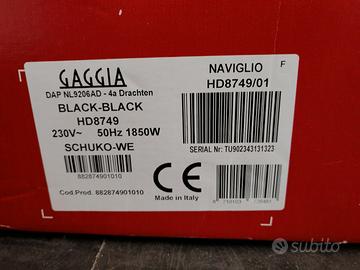 GAGGIA
DAP NL9206AD - 4a Drachten
BLACK-BLACK
HD8749
230V~ 50Hz 1850W
SCHUKO-WE
882874901010
Cod.Prod. 882874901010
NAVIGLIO
HD8749/01
F
SERIAL Nr: TU902343131323
CE
Made in Italy
subito